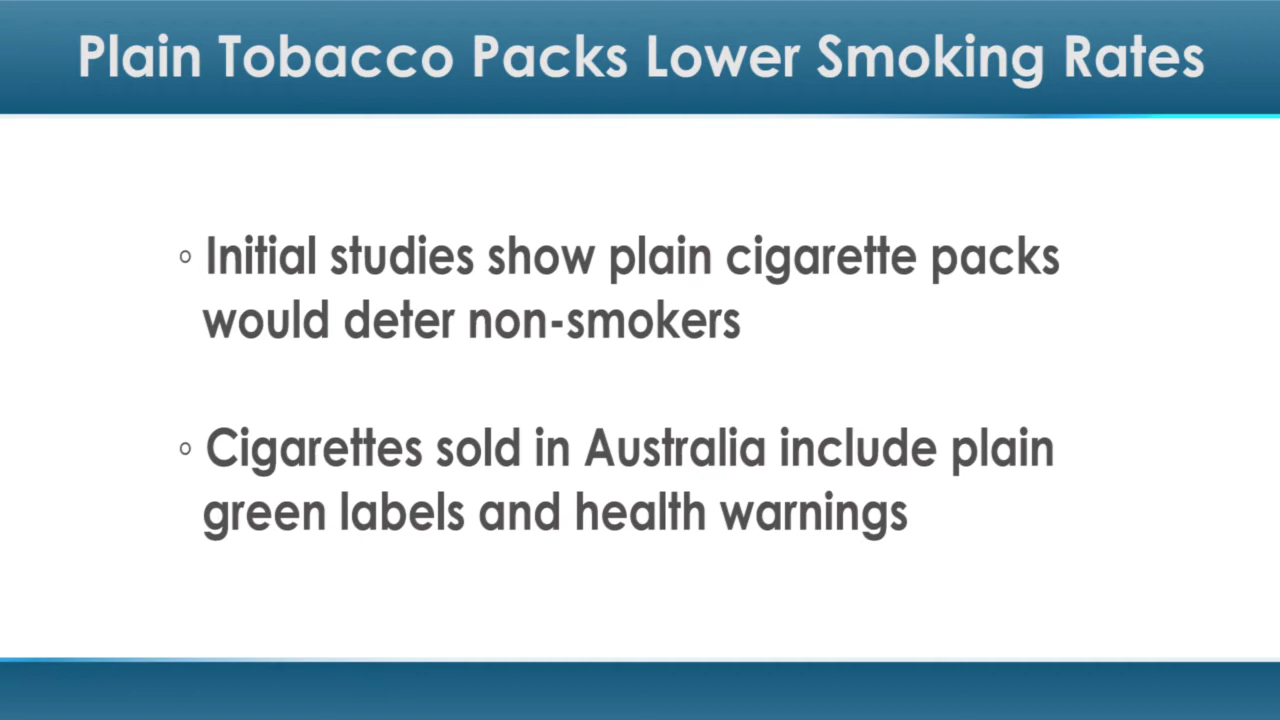 Plain Tobacco Packs Lower Smoking Rates
◦ Initial studies show plain cigarette packs
would deter non-smokers
◦ Cigarettes sold in Australia include plain
green labels and health warnings